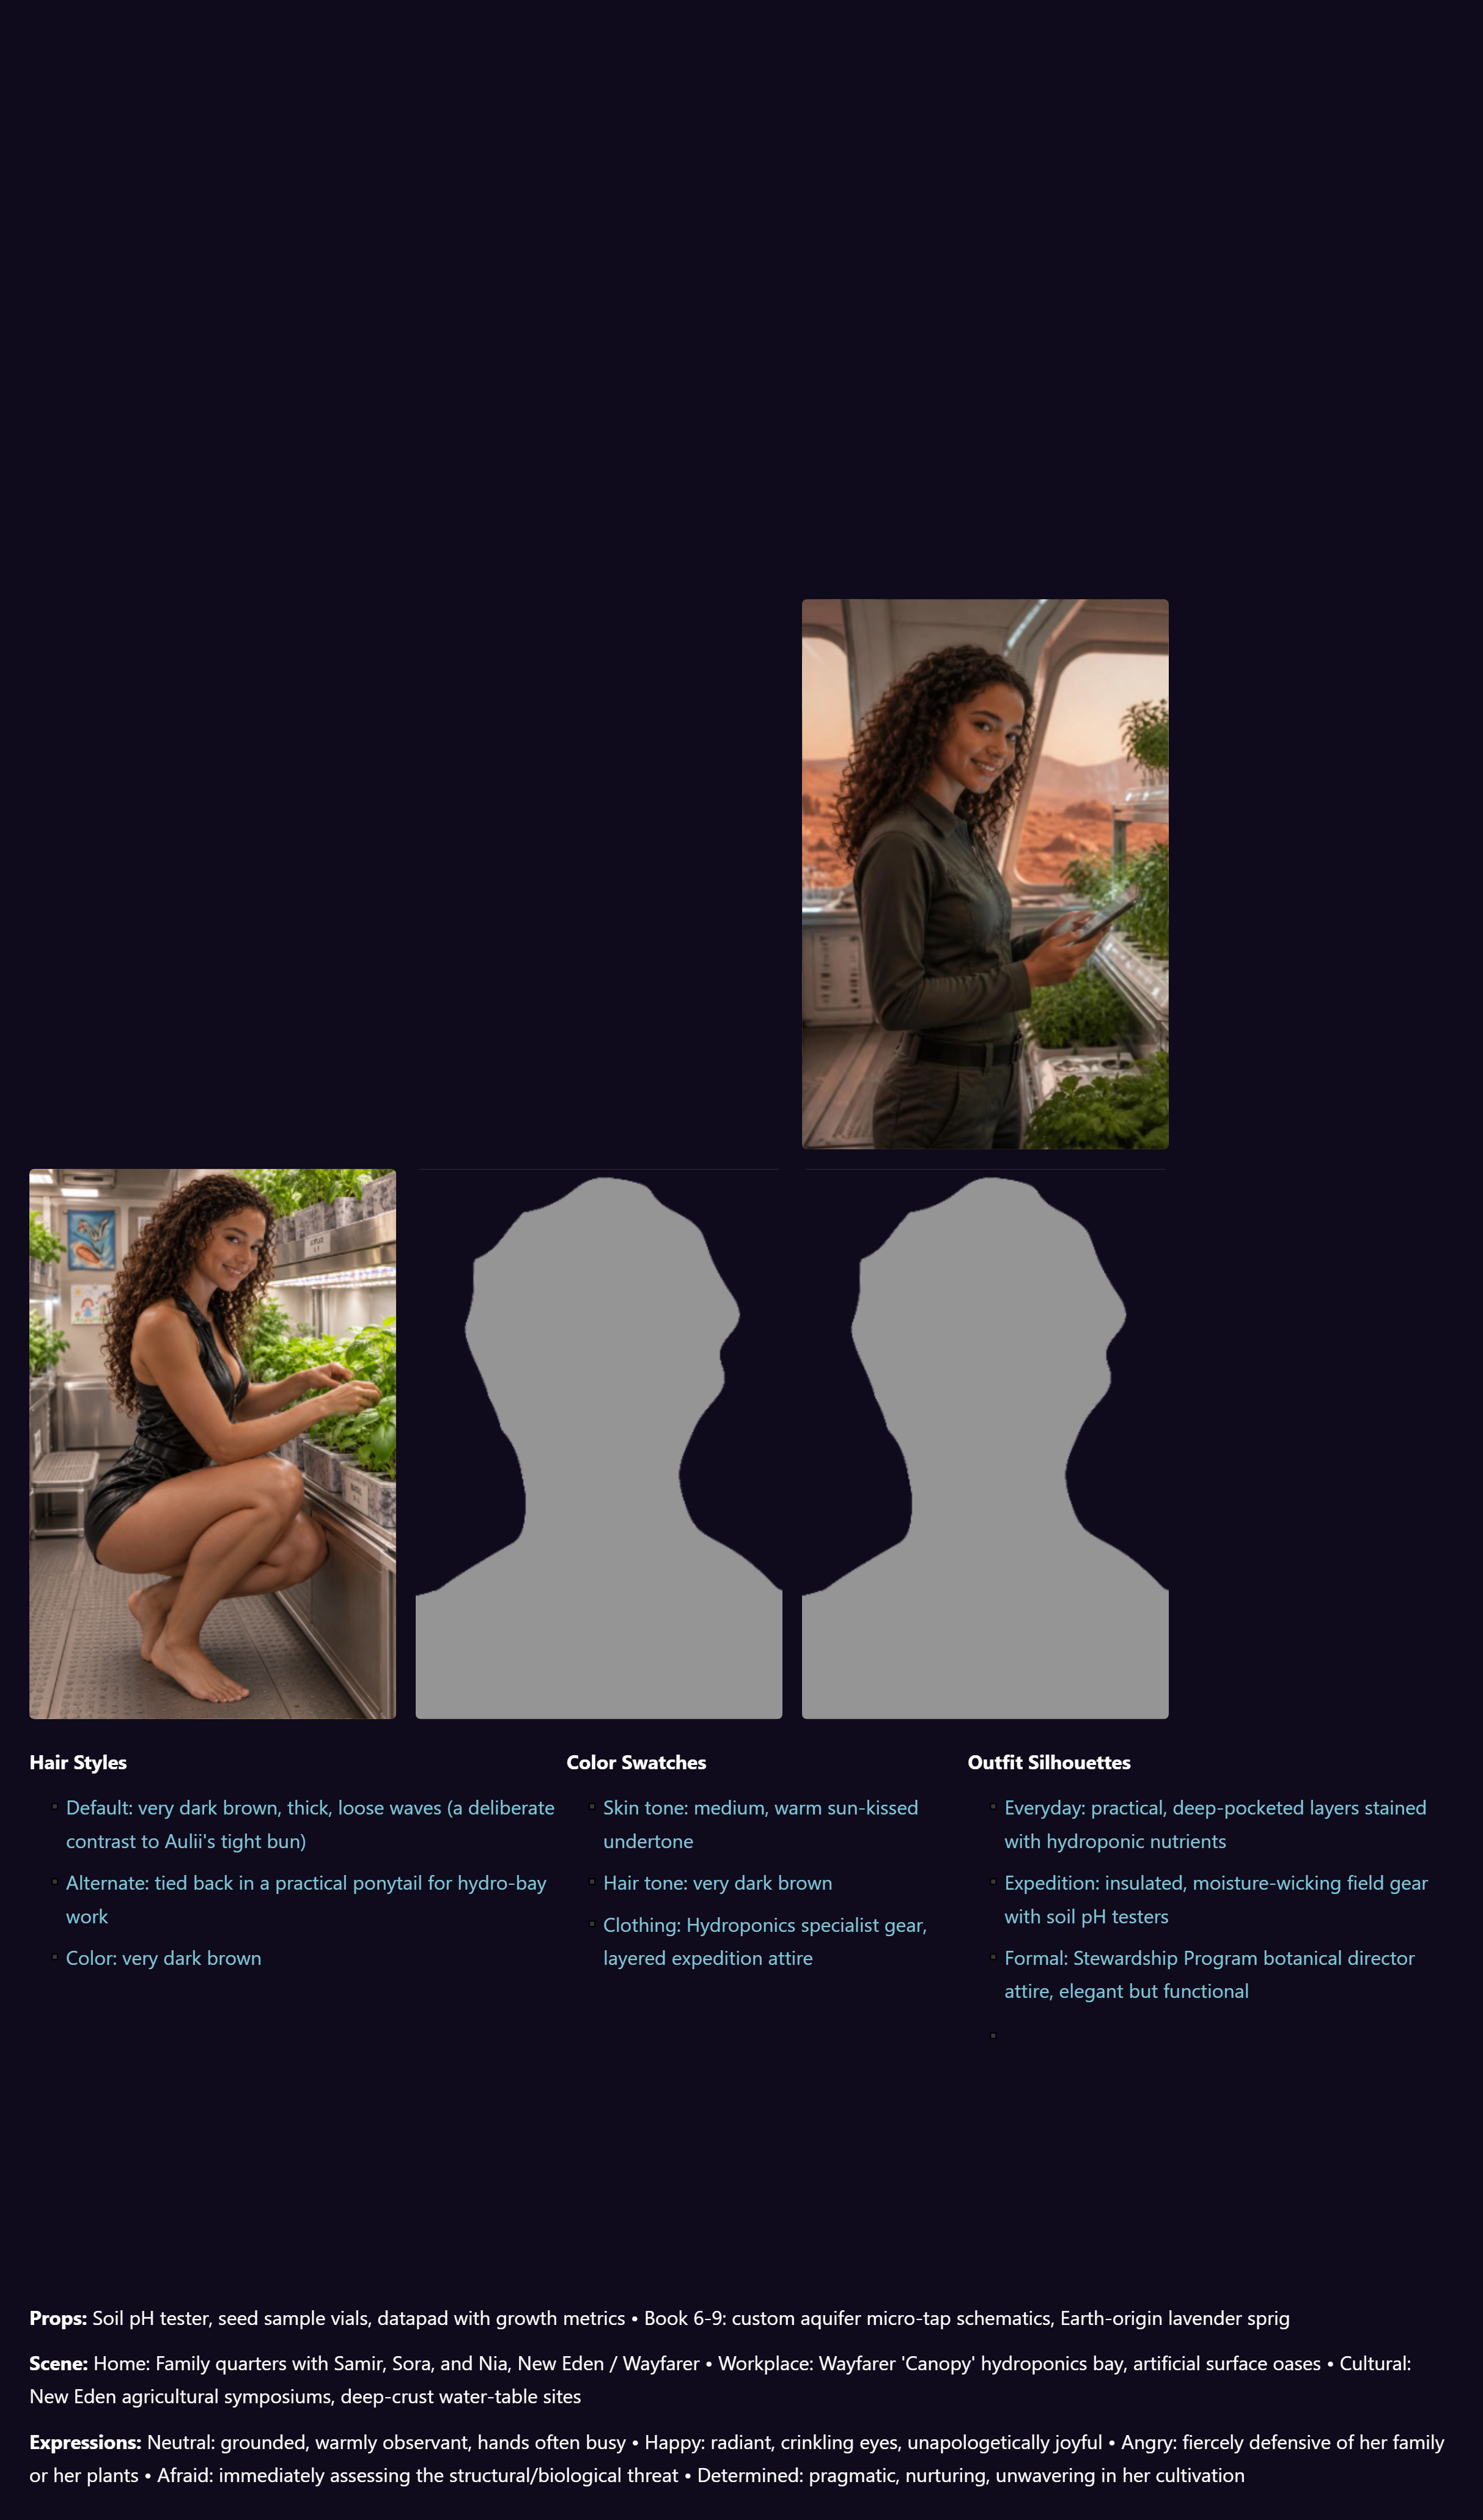 Hair Styles
Default: very dark brown, thick, loose waves (a deliberate
contrast to Aulii's tight bun)
Alternate: tied back in a practical ponytail for hydro-bay
work
Color: very dark brown
Color Swatches
Skin tone: medium, warm sun-kissed
undertone
Hair tone: very dark brown
Clothing: Hydroponics specialist gear,
layered expedition attire
Outfit Silhouettes
Everyday: practical, deep-pocketed layers stained
with hydroponic nutrients
Expedition: insulated, moisture-wicking field gear
with soil pH testers
Formal: Stewardship Program botanical director
attire, elegant but functional
Props: Soil pH tester, seed sample vials, datapad with growth metrics • Book 6-9: custom aquifer micro-tap schematics, Earth-origin lavender sprig
Scene: Home: Family quarters with Samir, Sora, and Nia, New Eden / Wayfarer • Workplace: Wayfarer 'Canopy' hydroponics bay, artificial surface oases • Cultural:
New Eden agricultural symposiums, deep-crust water-table sites
Expressions: Neutral: grounded, warmly observant, hands often busy • Happy: radiant, crinkling eyes, unapologetically joyful • Angry: fiercely defensive of her family
or her plants • Afraid: immediately assessing the structural/biological threat • Determined: pragmatic, nurturing, unwavering in her cultivation